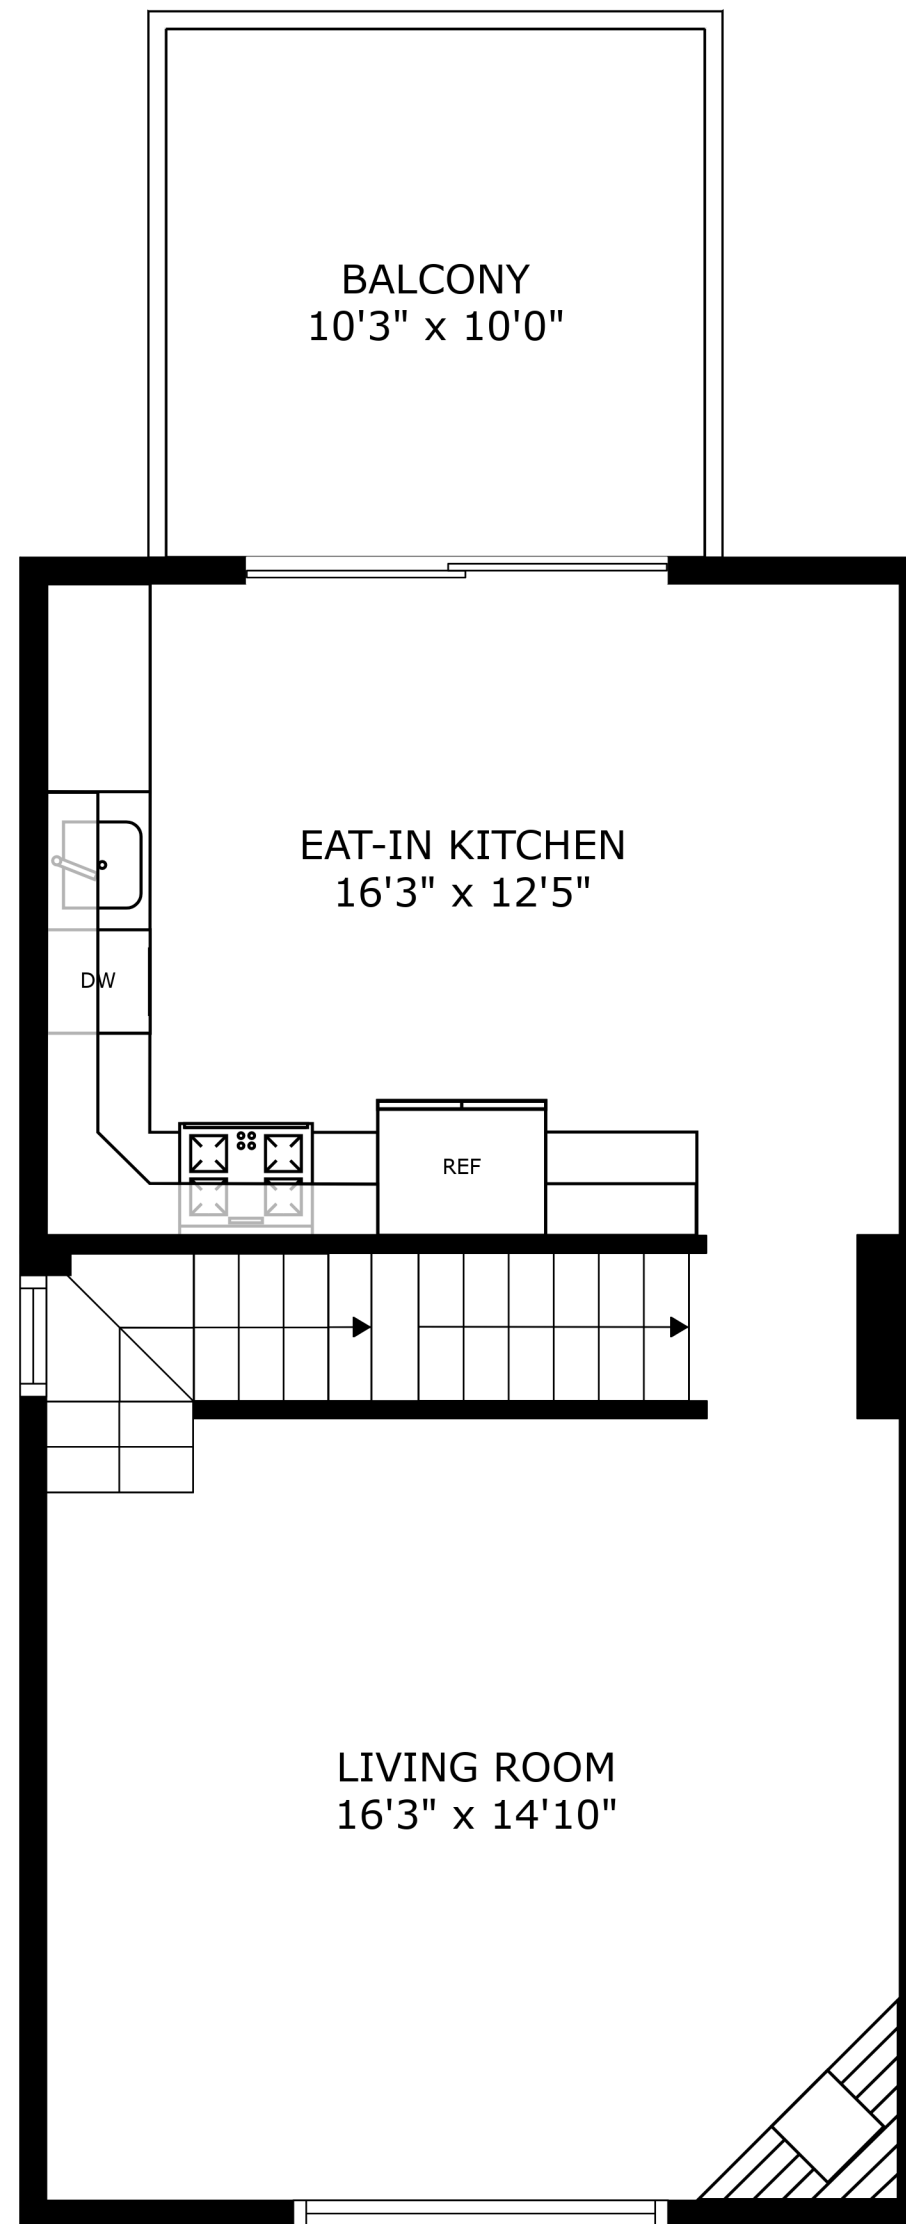 BALCONY
10'3" x 10'0"
EAT-IN KITCHEN
16'3" x 12'5"
DW
REF
LIVING ROOM
16'3" x 14'10"